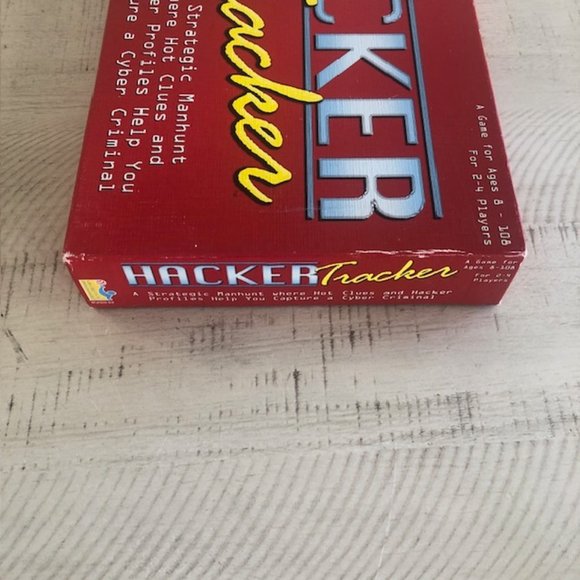 CKER
acker
Strategic Manhunt
ere Hot Clues and
er Profiles Help You
ure a Cyber Criminal
A Game for Ages 8 - 108
For 2-4 Players
HACKER Tracker
A Strategic Manhunt where Hot Clues and Hacker
Profiles Help You Capture a Cyber Criminal
A Game for
Ages 8-108
For 2-4
Players